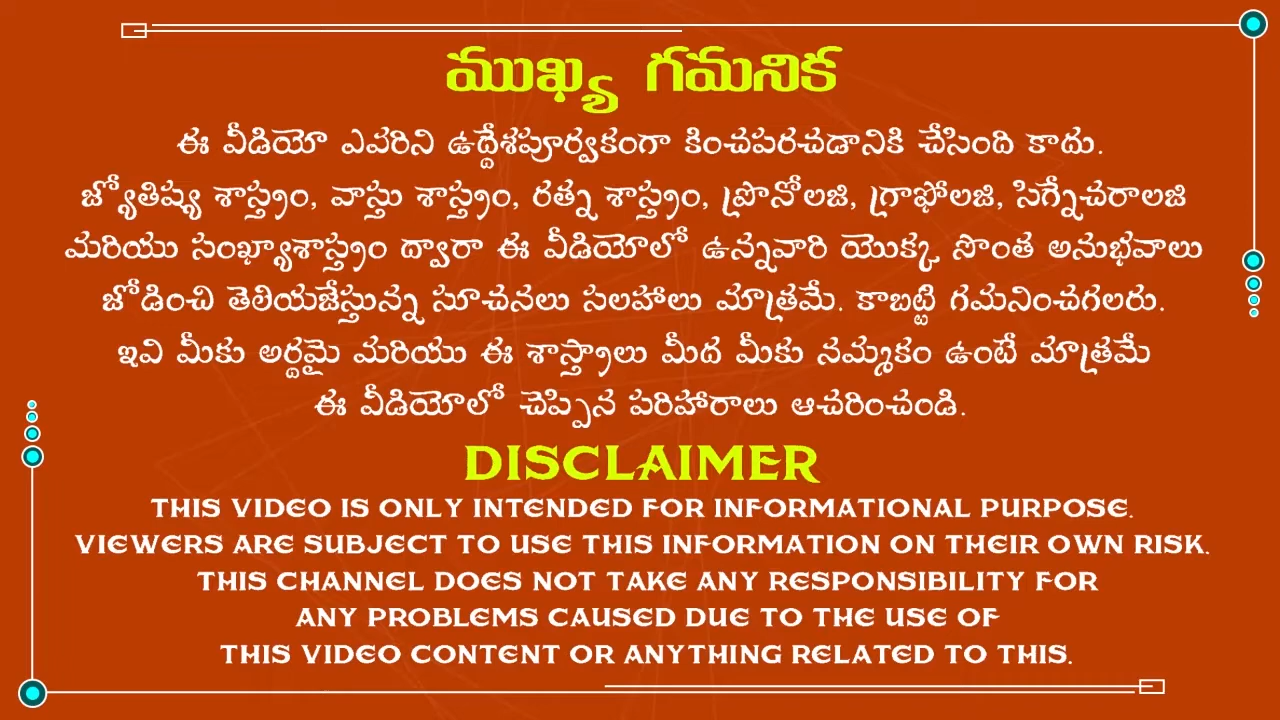 ముఖ్య గమనిక
ఈ వీడియో ఎవరిని ఉద్దేశపూర్వకంగా కించపరచడానికి చేసింది కాదు.
జ్యోతిష్య శాస్త్రం, వాస్తు శాస్త్రం, రత్న శాస్త్రం, ప్రొనోలజి, గ్రాఫోలజి, సిగ్నేచరాలజి
మరియు సంఖ్యాశాస్త్రం ద్వారా ఈ వీడియోలో ఉన్నవారి యొక్క సొంత అనుభవాలు
జోడించి తెలియజేస్తున్న సూచనలు సలహాలు మాత్రమే. కాబట్టి గమనించగలరు.
ఇవి మీకు అర్థమై మరియు ఈ శాస్త్రాలు మీద మీకు నమ్మకం ఉంటే మాత్రమే
ఈ వీడియోలో చెప్పిన పరిహారాలు ఆచరించండి.
DISCLAIMER
THIS VIDEO IS ONLY INTENDED FOR INFORMATIONAL PURPOSE.
VIEWERS ARE SUBJECT TO USE THIS INFORMATION ON THEIR OWN RISK.
THIS CHANNEL DOES NOT TAKE ANY RESPONSIBILITY FOR
ANY PROBLEMS CAUSED DUE TO THE USE OF
THIS VIDEO CONTENT OR ANYTHING RELATED TO THIS.